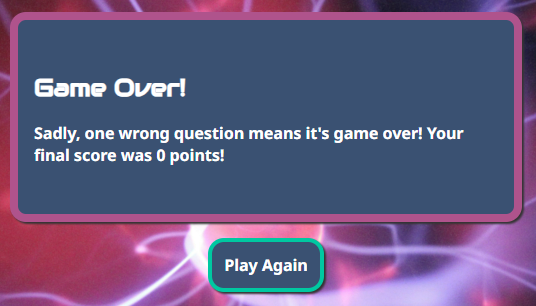 Game Over!
Sadly, one wrong question means it's game over! Your
final score was 0 points!
Play Again